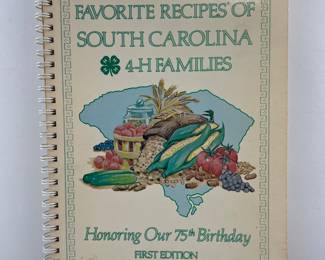 FAVORITE RECIPES® OF
SOUTH CAROLINA
4-H FAMILIES
Honoring Our 75th Birthday
FIRST EDITION